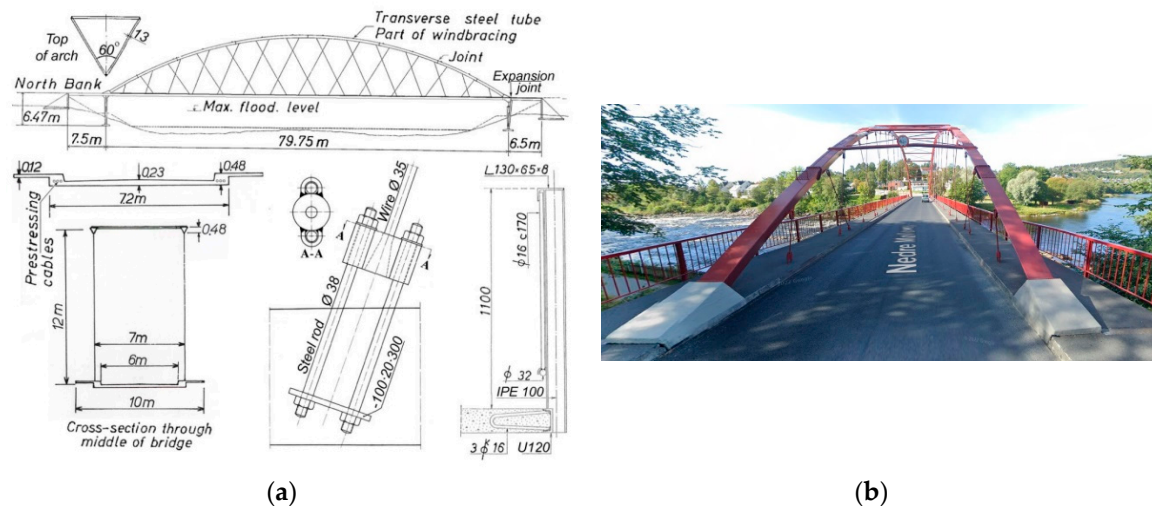 Top
of arch
60°
13
Transverse steel tube
Part of windbracing
Joint
North Bank
Expansion
joint
Max. flood. level
6.47m
7.5m
79.75 m
6.5m
0.12
0.23
0.48
7.2m
Prestressing
cables
0,48
12m
7m
6m
10m
Cross-section through
middle of bridge
A-A
Wire Ø 35
A
A
Ø 38
Steel rod
-100·20·300
L.130×65×8
ϕ16 c170
1100
ϕ 32
IPE 100
3 ϕ 16
U120
Nedre
(a)
(b)